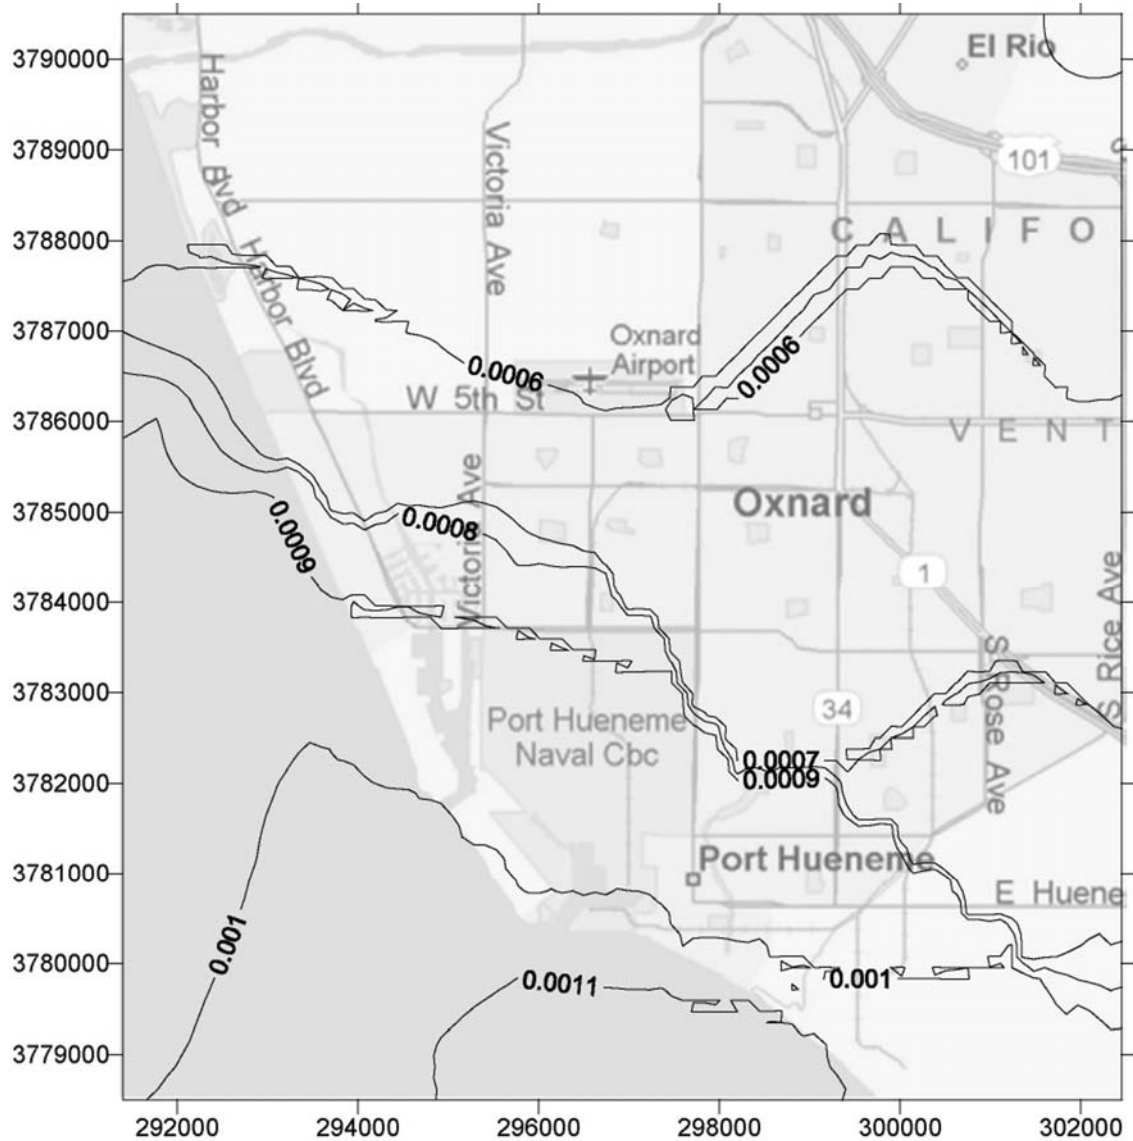 3790000
El Rio
3789000
Harbor Blvd
Victoria Ave
101
3788000
C A L I F O
Harbor Blvd
3787000
Oxnard
Airport
0.0006
0.0006
3786000
W 5th St
5
V E N T
3785000
Oxnard
0.0008
0.0009
Victoria Ave
1
3784000
S Rice Ave
S Rose Ave
3783000
34
Port Hueneme
Naval Cbc
3782000
0.0007
0.0009
3781000
Port Hueneme
E Huene
3780000
0.001
0.001
0.0011
3779000
292000 294000 296000 298000 300000 302000